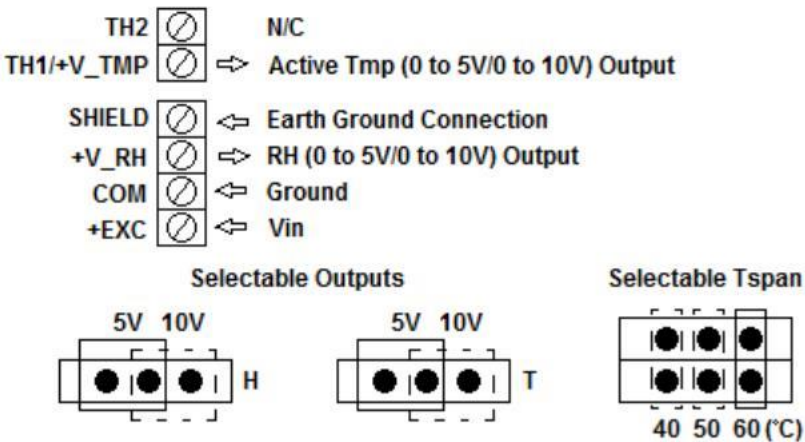 TH2 N/C
TH1/+V_TMP Active Tmp (0 to 5V/0 to 10V) Output
SHIELD Earth Ground Connection
+V_RH RH (0 to 5V/0 to 10V) Output
COM Ground
+EXC Vin
Selectable Outputs Selectable Tspan
5V 10V 5V 10V
H T
40 50 60 (°C)